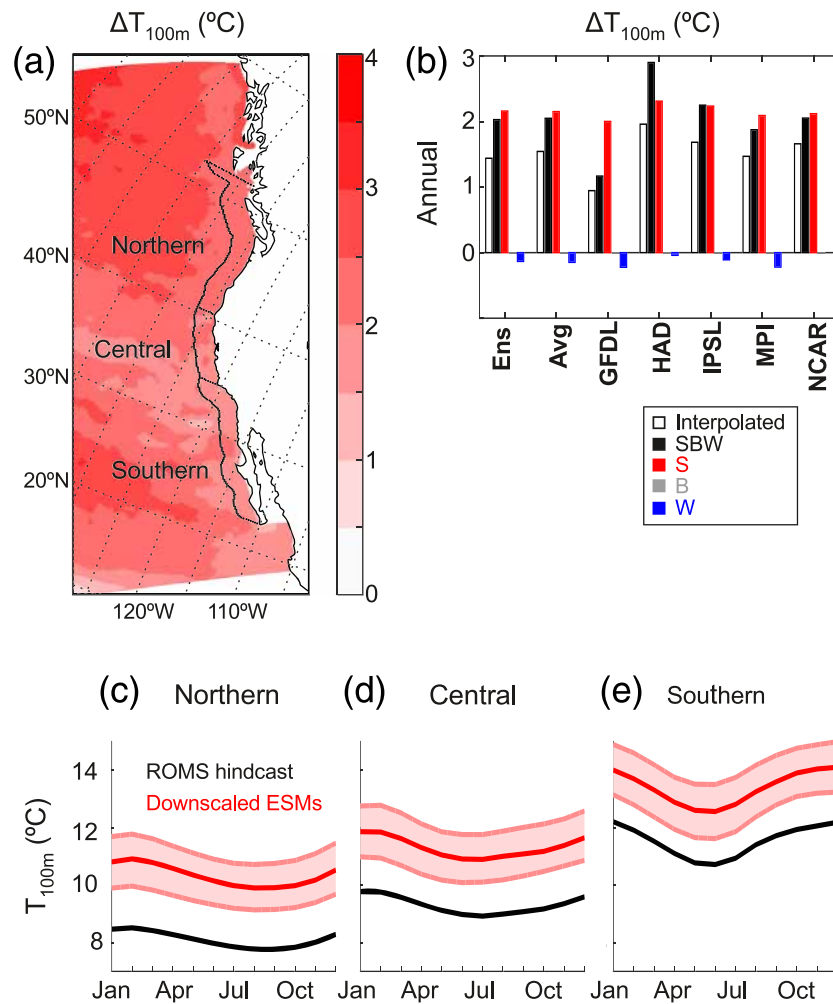 ΔT100m (ºC)
ΔT100m (ºC)
(a)
(b)
50ºN
40ºN
30ºN
20ºN
Northern
Central
Southern
120ºW
110ºW
4
3
2
1
0
Annual
3
2
1
0
Ens
Avg
GFDL
HAD
IPSL
MPI
NCAR
Interpolated
SBW
S
B
W
(c) Northern
(d) Central
(e) Southern
ROMS hindcast
Downscaled ESMs
T100m (ºC)
14
12
10
8
Jan Apr Jul Oct
Jan Apr Jul Oct
Jan Apr Jul Oct